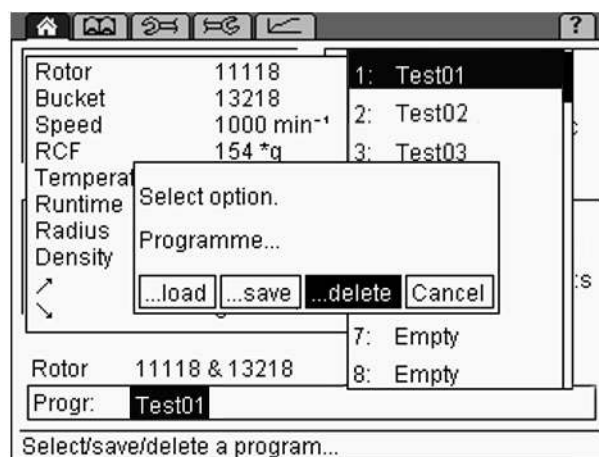 ?
Rotor 11118
Bucket 13218
Speed 1000 min⁻¹
RCF 154 *g
Runtime
Radius
Density
1: Test01
2: Test02
3: Test03
7: Empty
8: Empty
Select option.
Programme...
...load ...save ...delete Cancel
Rotor 11118 & 13218
Progr: Test01
Select/save/delete a program...